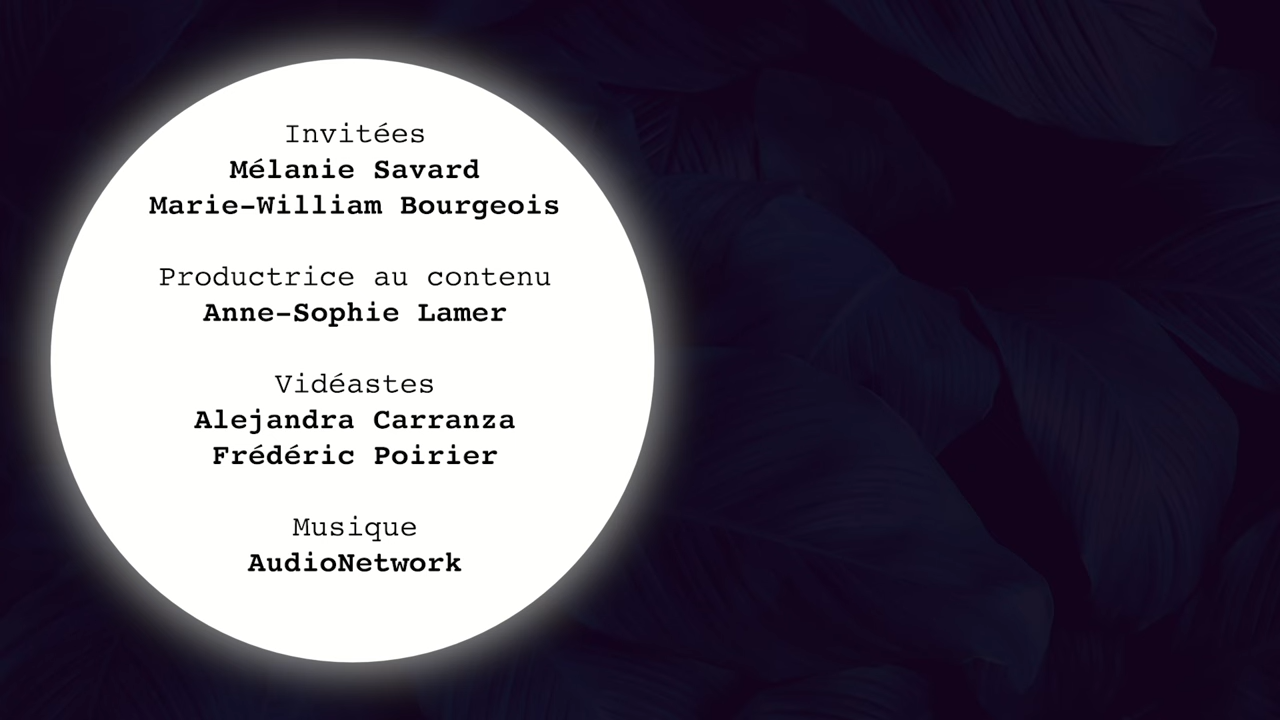 Invitées
Mélanie Savard
Marie-William Bourgeois
Productrice au contenu
Anne-Sophie Lamer
Vidéastes
Alejandra Carranza
Frédéric Poirier
Musique
AudioNetwork